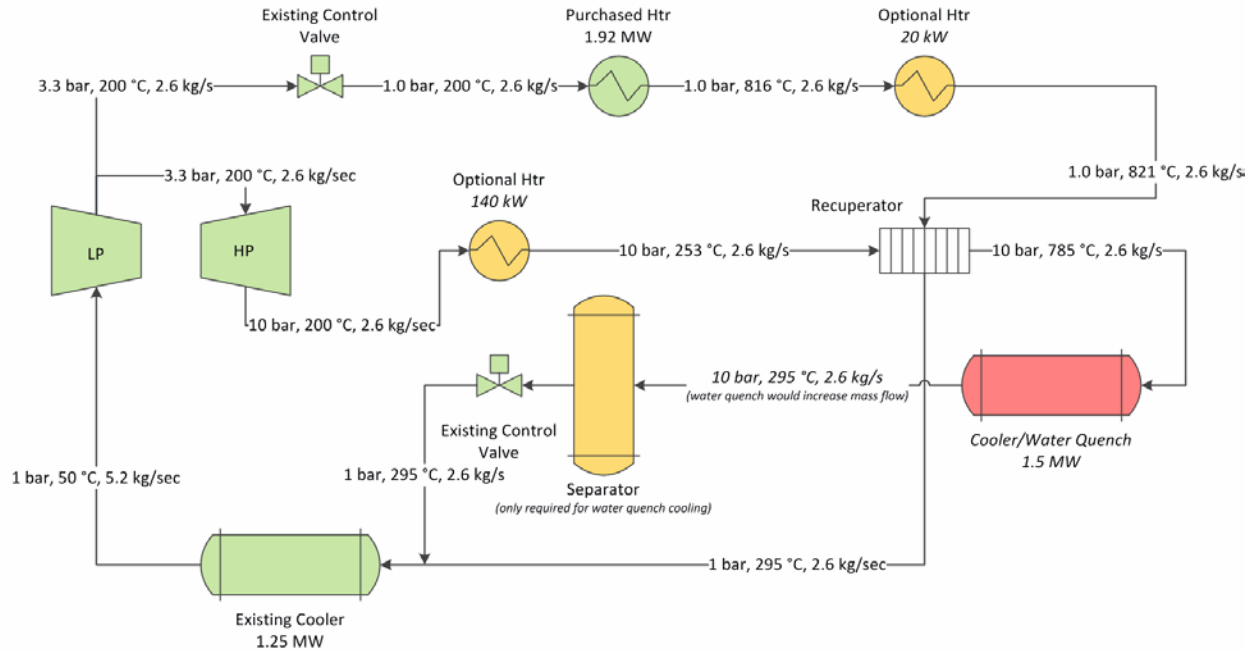 Existing Control
Valve
Purchased Htr
1.92 MW
Optional Htr
20 kW
3.3 bar, 200 °C, 2.6 kg/s
1.0 bar, 200 °C, 2.6 kg/s
1.0 bar, 816 °C, 2.6 kg/s
3.3 bar, 200 °C, 2.6 kg/sec
1.0 bar, 821 °C, 2.6 kg/s
Optional Htr
140 kW
Recuperator
LP
HP
10 bar, 253 °C, 2.6 kg/s
10 bar, 785 °C, 2.6 kg/s
10 bar, 200 °C, 2.6 kg/sec
10 bar, 295 °C, 2.6 kg/s
(water quench would increase mass flow)
Existing Control
Valve
Cooler/Water Quench
1.5 MW
1 bar, 50 °C, 5.2 kg/sec
1 bar, 295 °C, 2.6 kg/s
Separator
(only required for water quench cooling)
1 bar, 295 °C, 2.6 kg/sec
Existing Cooler
1.25 MW